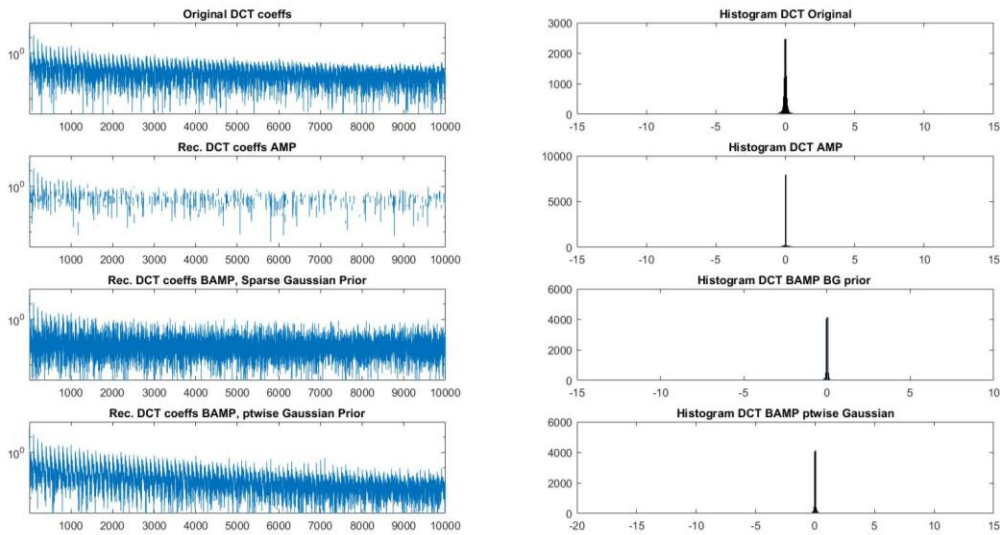 Original DCT coeffs
10^0
1000 2000 3000 4000 5000 6000 7000 8000 9000 10000
Histogram DCT Original
3000
2000
1000
0
-15 -10 -5 0 5 10 15
Rec. DCT coeffs AMP
10^0
1000 2000 3000 4000 5000 6000 7000 8000 9000 10000
Histogram DCT AMP
10000
5000
0
-15 -10 -5 0 5 10 15
Rec. DCT coeffs BAMP, Sparse Gaussian Prior
10^0
1000 2000 3000 4000 5000 6000 7000 8000 9000 10000
Histogram DCT BAMP BG prior
6000
4000
2000
0
-15 -10 -5 0 5 10
Rec. DCT coeffs BAMP, ptwise Gaussian Prior
10^0
1000 2000 3000 4000 5000 6000 7000 8000 9000 10000
Histogram DCT BAMP ptwise Gaussian
6000
4000
2000
0
-20 -15 -10 -5 0 5 10 15